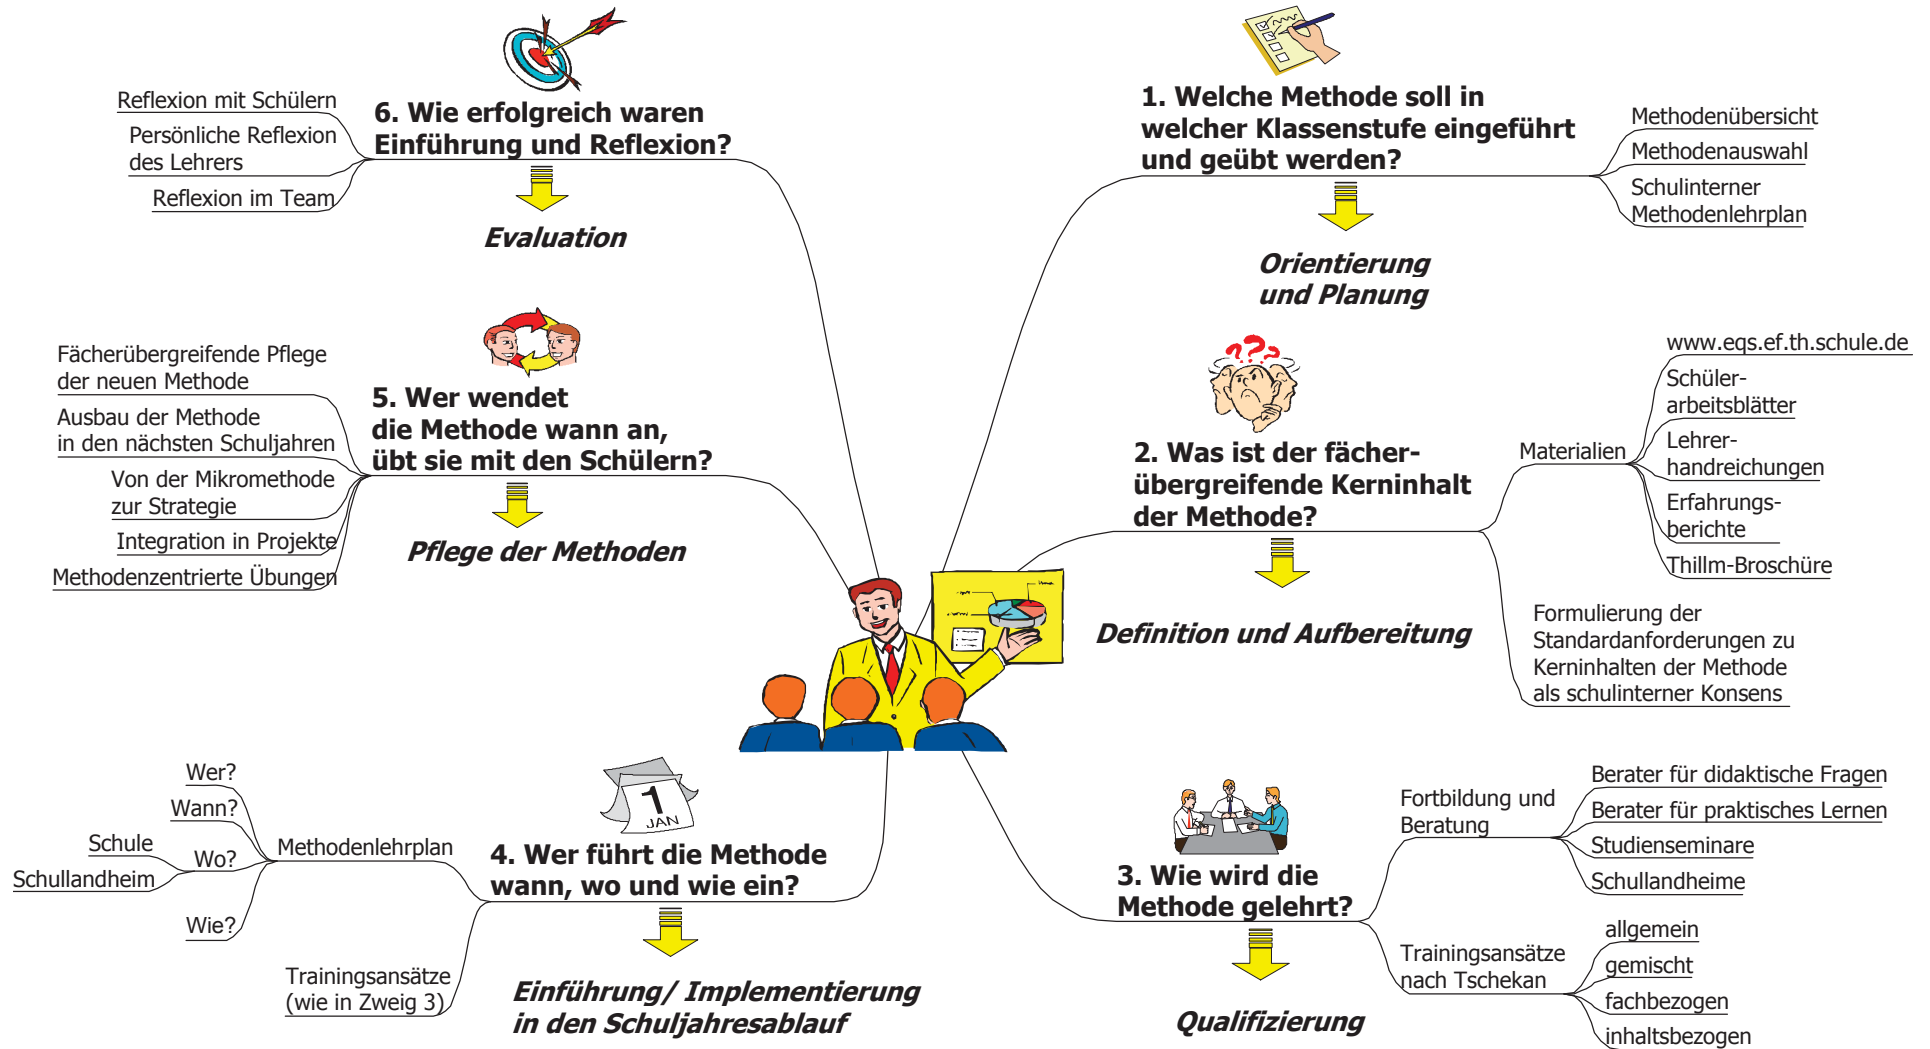 1. Welche Methode soll in
welcher Klassenstufe eingeführt
und geübt werden?
Methodenübersicht
Methodenauswahl
Schulinterner
Methodenlehrplan
Orientierung
und Planung
2. Was ist der fächer-
übergreifende Kerninhalt
der Methode?
Materialien
www.eqs.ef.th.schule.de
Schüler-
arbeitsblätter
Lehrer-
handreichungen
Erfahrungs-
berichte
Thillm-Broschüre
Formulierung der
Standardanforderungen zu
Kerninhalten der Methode
als schulinterner Konsens
Definition und Aufbereitung
3. Wie wird die
Methode gelehrt?
Fortbildung und
Beratung
Berater für didaktische Fragen
Berater für praktisches Lernen
Studienseminare
Schullandheime
Trainingsansätze
nach Tschekan
allgemein
gemischt
fachbezogen
inhaltsbezogen
Qualifizierung
1
JAN
4. Wer führt die Methode
wann, wo und wie ein?
Methodenlehrplan
Wer?
Wann?
Wo?
Schule
Schullandheim
Wie?
Trainingsansätze
(wie in Zweig 3)
Einführung/ Implementierung
in den Schuljahresablauf
5. Wer wendet
die Methode wann an,
übt sie mit den Schülern?
Fächerübergreifende Pflege
der neuen Methode
Ausbau der Methode
in den nächsten Schuljahren
Von der Mikromethode
zur Strategie
Integration in Projekte
Methodenzentrierte Übungen
Pflege der Methoden
6. Wie erfolgreich waren
Einführung und Reflexion?
Reflexion mit Schülern
Persönliche Reflexion
des Lehrers
Reflexion im Team
Evaluation